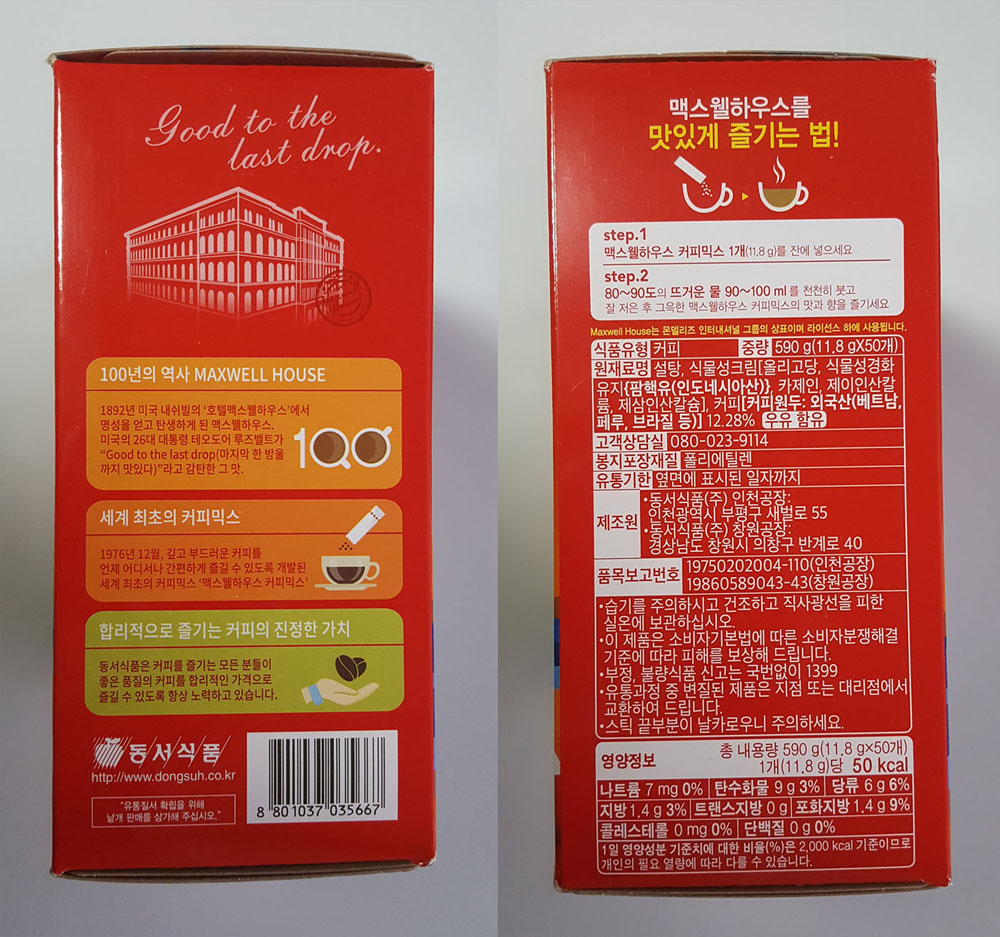 Good to the
last drop.
100년의 역사 MAXWELL HOUSE
1892년 미국 내쉬빌의 '호텔맥스웰하우스'에서
명성을 얻고 탄생하게 된 맥스웰하우스.
미국의 26대 대통령 테오도어 루즈벨트가
"Good to the last drop(마지막 한 방울
까지 맛있다)"라고 감탄한 그 맛.
100
세계 최초의 커피믹스
1976년 12월, 깊고 부드러운 커피를
언제 어디서나 간편하게 즐길 수 있도록 개발된
세계 최초의 커피믹스 '맥스웰하우스 커피믹스'
합리적으로 즐기는 커피의 진정한 가치
동서식품은 커피를 즐기는 모든 분들이
좋은 품질의 커피를 합리적인 가격으로
즐길 수 있도록 항상 노력하고 있습니다.
동서식품
http://www.dongsuh.co.kr
"유통질서 확립을 위해
낱개 판매를 삼가해 주십시오."
8 801037 035667
맥스웰하우스를
맛있게 즐기는 법!
step.1
맥스웰하우스 커피믹스 1개(11.8 g)를 잔에 넣으세요
step.2
80~90도의 뜨거운 물 90~100 ml 를 천천히 붓고
잘 저은 후 그윽한 맥스웰하우스 커피믹스의 맛과 향을 즐기세요
Maxwell House는 몬델리즈 인터내셔널 그룹의 상표이며 라이선스 하에 사용됩니다.
식품유형 커피 중량 590 g(11.8 gX50개)
원재료명 설탕, 식물성크림[올리고당, 식물성경화
유지{팜핵유(인도네시아산)}, 카제인, 제이인산칼
륨, 제삼인산칼슘], 커피[커피원두: 외국산(베트남,
페루, 브라질 등)] 12.28% 우유 함유
고객상담실 080-023-9114
봉지포장재질 폴리에틸렌
유통기한 옆면에 표시된 일자까지
제조원 •동서식품(주) 인천공장:
인천광역시 부평구 새벌로 55
•동서식품(주) 창원공장:
경상남도 창원시 의창구 반계로 40
품목보고번호 19750202004-110(인천공장)
19860589043-43(창원공장)
•습기를 주의하시고 건조하고 직사광선을 피한
실온에 보관하십시오.
•이 제품은 소비자기본법에 따른 소비자분쟁해결
기준에 따라 피해를 보상해 드립니다.
•부정, 불량식품 신고는 국번없이 1399
•유통과정 중 변질된 제품은 지점 또는 대리점에서
교환하여 드립니다.
•스틱 끝부분이 날카로우니 주의하세요.
영양정보 총 내용량 590 g(11.8 g×50개)
1개(11.8 g)당 50 kcal
나트륨 7 mg 0% 탄수화물 9 g 3% 당류 6 g 6%
지방 1.4 g 3% 트랜스지방 0 g 포화지방 1.4 g 9%
콜레스테롤 0 mg 0% 단백질 0 g 0%
1일 영양성분 기준치에 대한 비율(%)은 2,000 kcal 기준이므로
개인의 필요 열량에 따라 다를 수 있습니다.